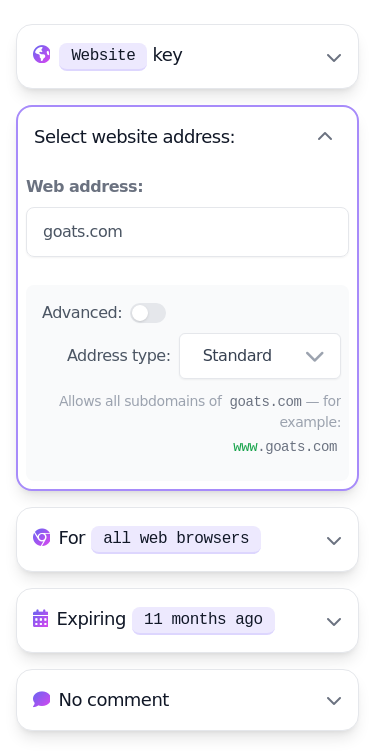 Website key
Select website address:
Web address:
goats.com
Advanced:
Address type: Standard
Allows all subdomains of goats.com — for
example:
www.goats.com
For all web browsers
Expiring 11 months ago
No comment